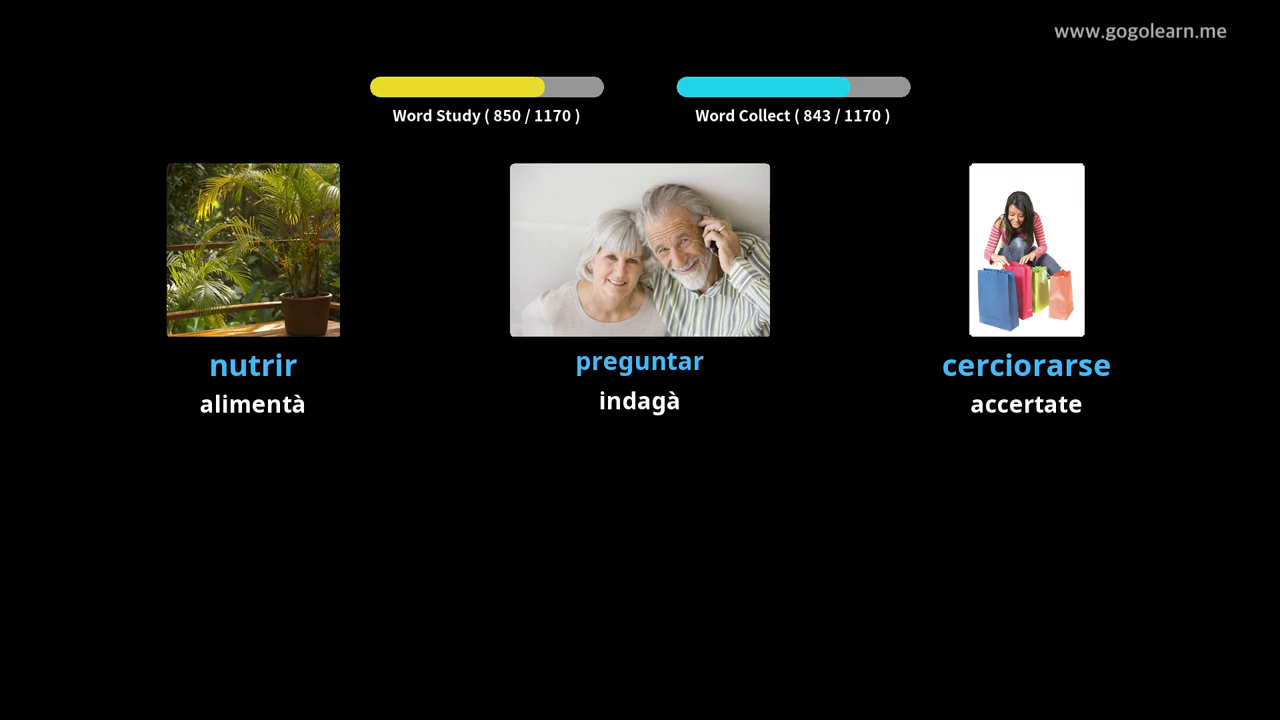 www.gogolearn.me
Word Study ( 850 / 1170 )
Word Collect ( 843 / 1170 )
nutrir
alimentà
preguntar
indagà
cerciorarse
accertate